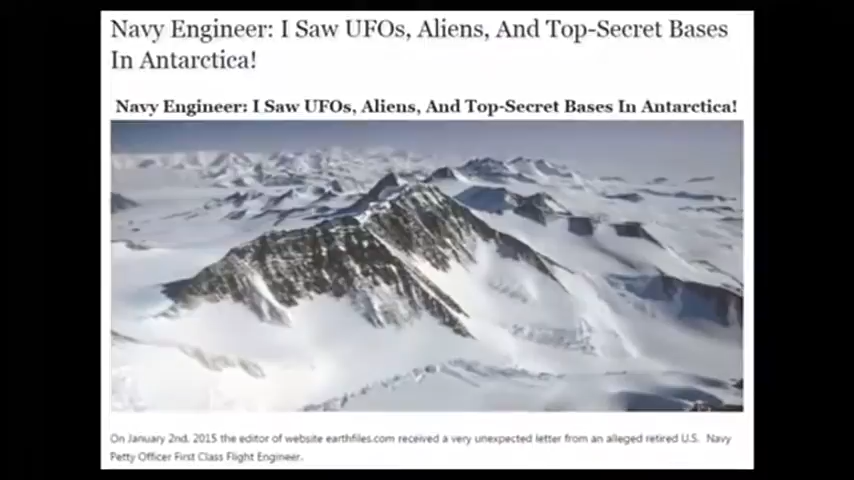 Navy Engineer: I Saw UFOs, Aliens, And Top-Secret Bases
In Antarctica!
Navy Engineer: I Saw UFOs, Aliens, And Top-Secret Bases In Antarctica!
On January 2nd, 2015 the editor of website earthfiles.com received a very unexpected letter from an alleged retired U.S. Navy
Petty Officer First Class Flight Engineer.